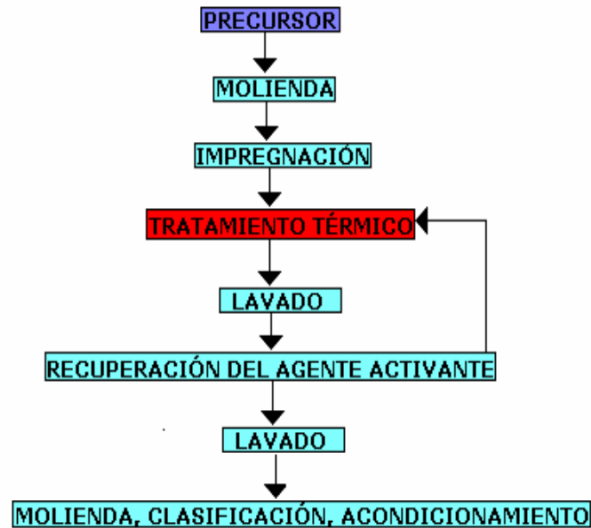 PRECURSOR
MOLIENDA
IMPREGNACIÓN
TRATAMIENTO TÉRMICO
LAVADO
RECUPERACIÓN DEL AGENTE ACTIVANTE
LAVADO
MOLIENDA, CLASIFICACIÓN, ACONDICIONAMIENTO